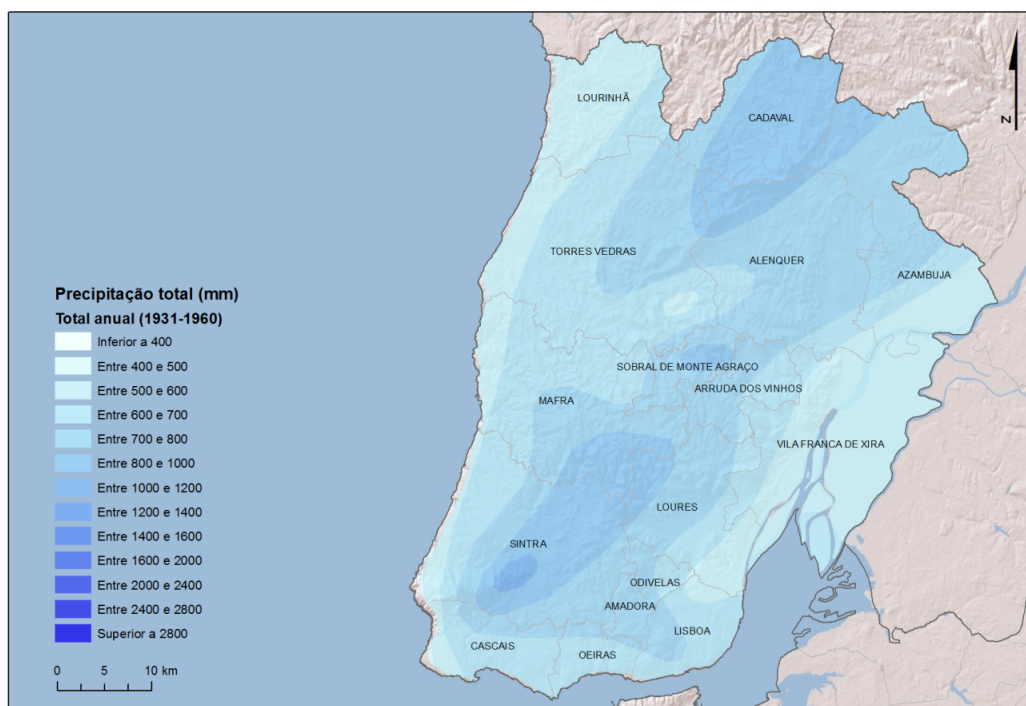 N
LOURINHÃ
CADAVAL
TORRES VEDRAS
ALENQUER
AZAMBUJA
SOBRAL DE MONTE AGRAÇO
ARRUDA DOS VINHOS
MAFRA
VILA FRANCA DE XIRA
LOURES
SINTRA
ODIVELAS
AMADORA
LISBOA
CASCAIS
OEIRAS
Precipitação total (mm)
Total anual (1931-1960)
Inferior a 400
Entre 400 e 500
Entre 500 e 600
Entre 600 e 700
Entre 700 e 800
Entre 800 e 1000
Entre 1000 e 1200
Entre 1200 e 1400
Entre 1400 e 1600
Entre 1600 e 2000
Entre 2000 e 2400
Entre 2400 e 2800
Superior a 2800
0 5 10 km